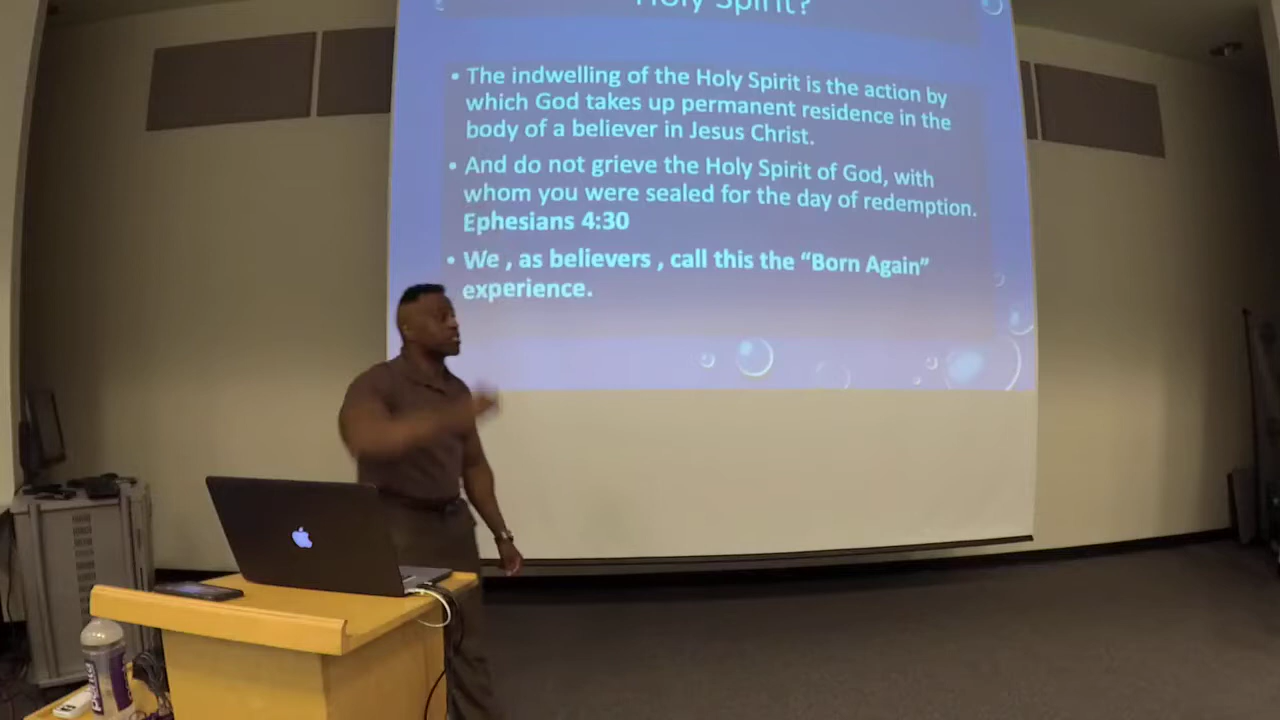 Holy Spirit?
• The indwelling of the Holy Spirit is the action by
which God takes up permanent residence in the
body of a believer in Jesus Christ.
• And do not grieve the Holy Spirit of God, with
whom you were sealed for the day of redemption.
Ephesians 4:30
• We , as believers , call this the “Born Again”
experience.